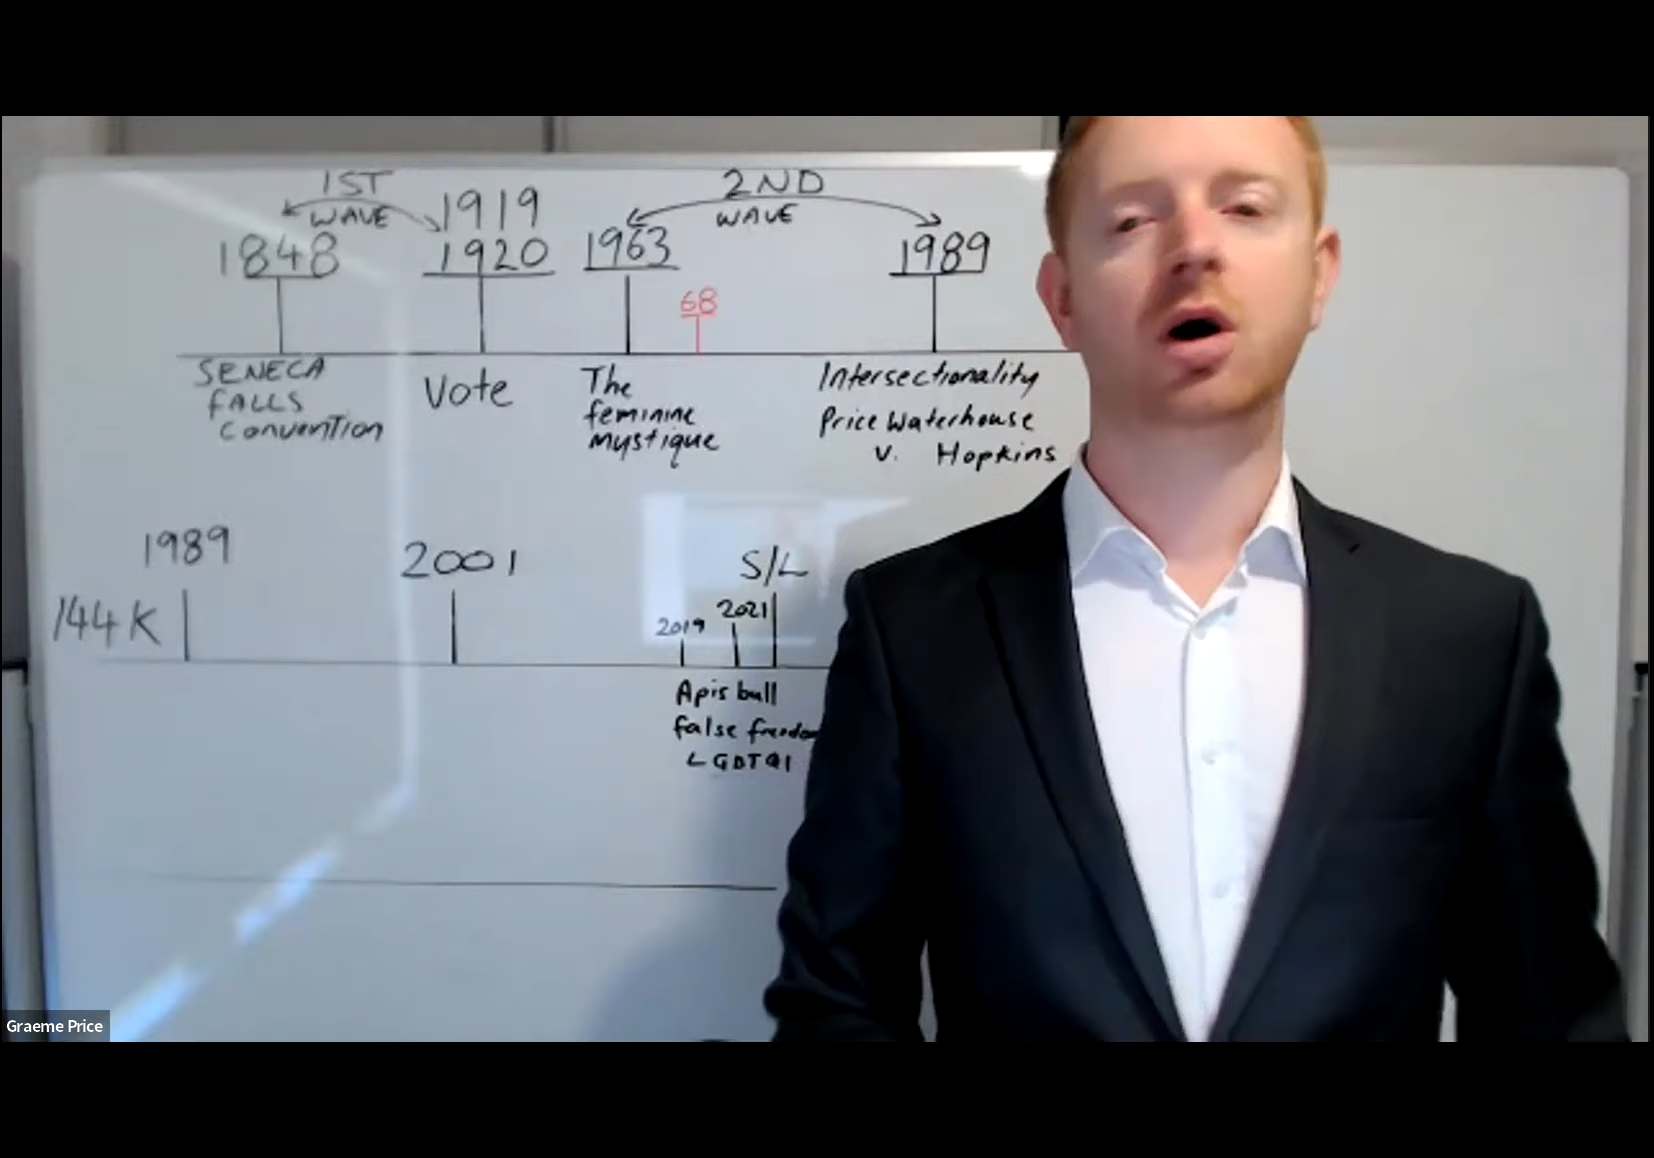 1ST
WAVE
1919
2ND
WAVE
1848
1920
1963
1989
68
SENECA
FALLS
Convention
Vote
The
feminine
mystique
Intersectionality
Price Waterhouse
v. Hopkins
1989
2001
S/L
144K
2019
2021
Apis bull
false freedom
LGBTQI
Graeme Price